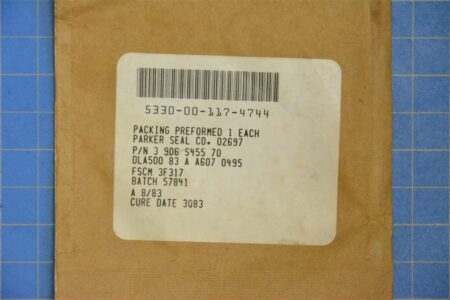 5330-00-117-4744
PACKING PREFORMED 1 EACH
PARKER SEAL CO. 02697
P/N 3 906 S455 70
DLA500 83 A A607 0495
FSCM 3F317
BATCH 57841
A 8/83
CURE DATE 3Q83